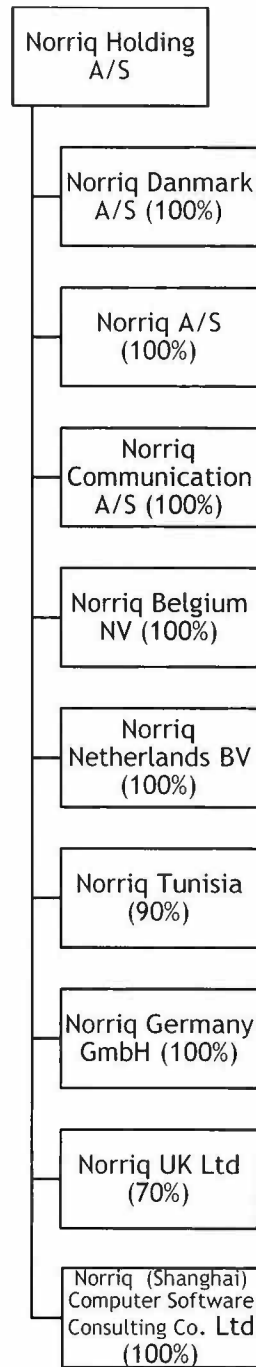 Norriq Holding
A/S
Norriq Danmark
A/S (100%)
Norriq A/S
(100%)
Norriq
Communication
A/S (100%)
Norriq Belgium
NV (100%)
Norriq
Netherlands BV
(100%)
Norriq Tunisia
(90%)
Norriq Germany
GmbH (100%)
Norriq UK Ltd
(70%)
Norriq (Shanghai)
Computer Software
Consulting Co. Ltd
(100%)